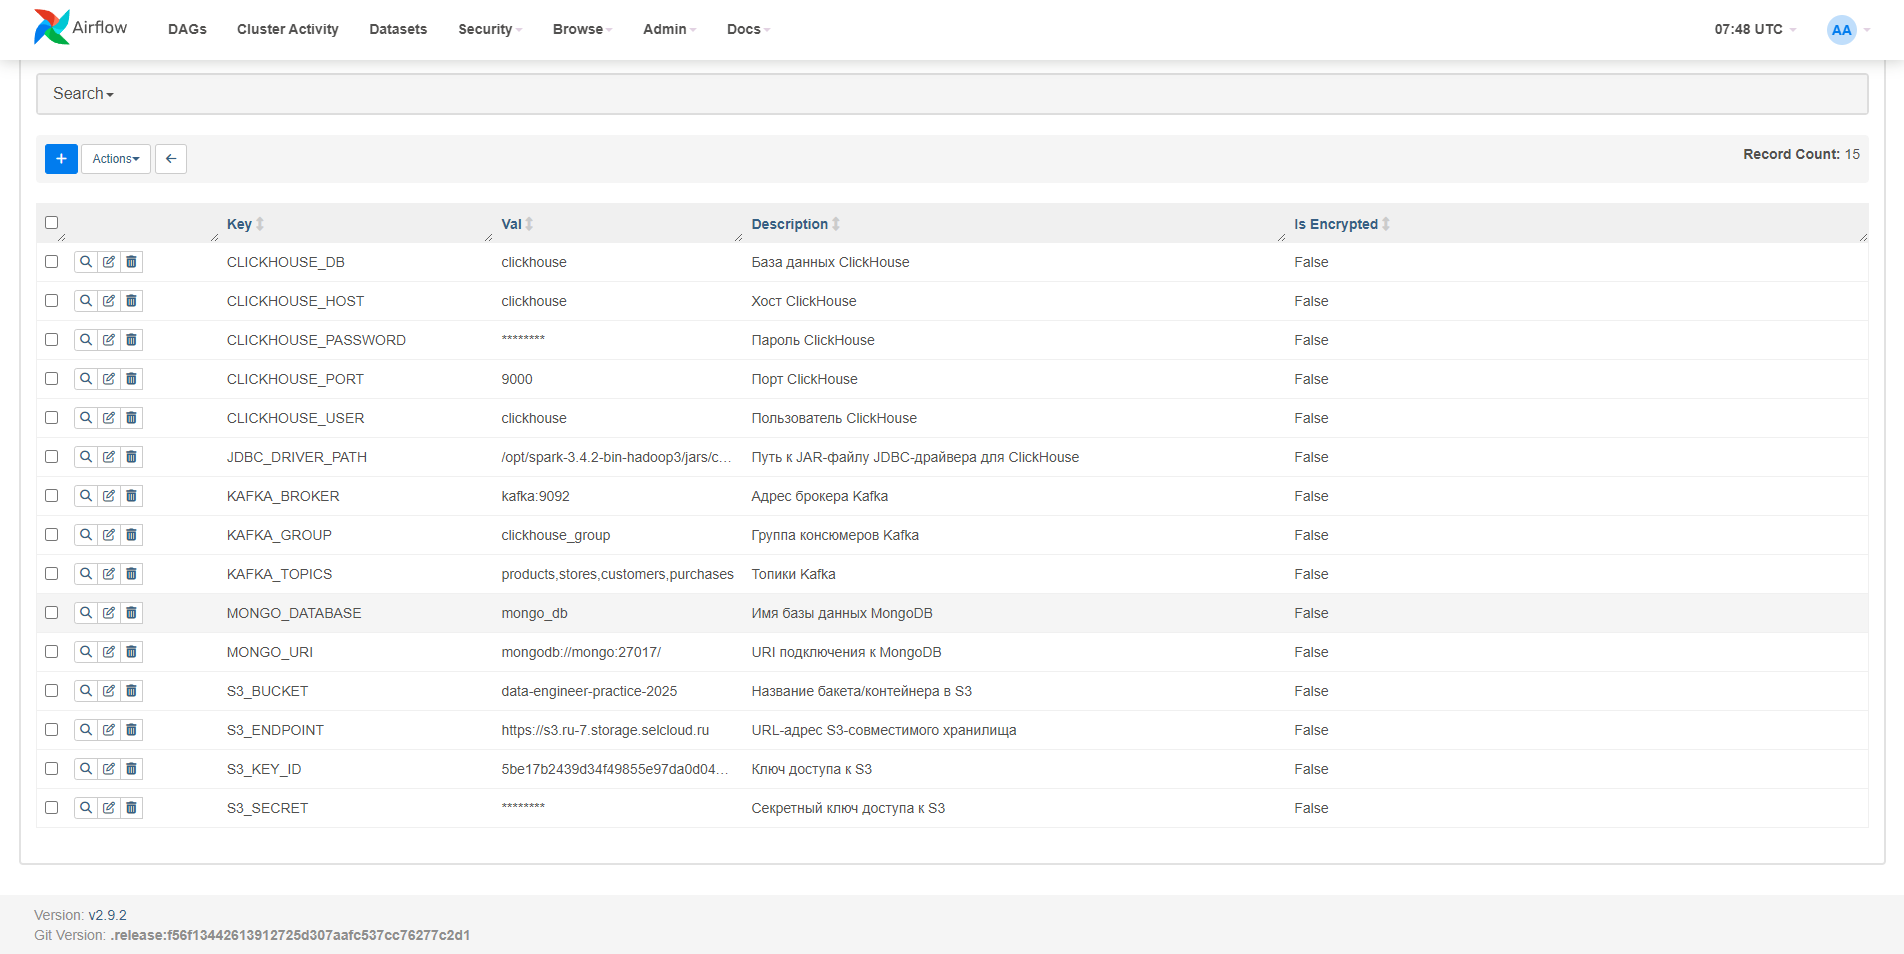 Airflow DAGs Cluster Activity Datasets Security Browse Admin Docs 07:48 UTC AA
Search
+ Actions Record Count: 15
Key Val Description Is Encrypted
CLICKHOUSE_DB clickhouse База данных ClickHouse False
CLICKHOUSE_HOST clickhouse Хост ClickHouse False
CLICKHOUSE_PASSWORD ******** Пароль ClickHouse False
CLICKHOUSE_PORT 9000 Порт ClickHouse False
CLICKHOUSE_USER clickhouse Пользователь ClickHouse False
JDBC_DRIVER_PATH /opt/spark-3.4.2-bin-hadoop3/jars/c... Путь к JAR-файлу JDBC-драйвера для ClickHouse False
KAFKA_BROKER kafka:9092 Адрес брокера Kafka False
KAFKA_GROUP clickhouse_group Группа консюмеров Kafka False
KAFKA_TOPICS products,stores,customers,purchases Топики Kafka False
MONGO_DATABASE mongo_db Имя базы данных MongoDB False
MONGO_URI mongodb://mongo:27017/ URI подключения к MongoDB False
S3_BUCKET data-engineer-practice-2025 Название бакета/контейнера в S3 False
S3_ENDPOINT https://s3.ru-7.storage.selcloud.ru URL-адрес S3-совместимого хранилища False
S3_KEY_ID 5be17b2439d34f49855e97da0d04... Ключ доступа к S3 False
S3_SECRET ******** Секретный ключ доступа к S3 False
Version: v2.9.2
Git Version: .release:f56f13442613912725d307aafc537cc76277c2d1